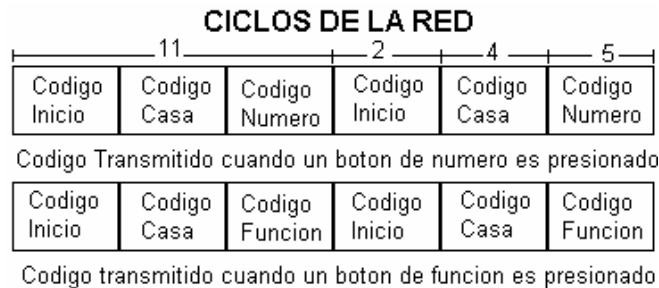 CICLOS DE LA RED
11 2 4 5
Codigo Codigo Codigo Codigo Codigo Codigo
Inicio Casa Numero Inicio Casa Numero
Codigo Transmitido cuando un boton de numero es presionado
Codigo Codigo Codigo Codigo Codigo Codigo
Inicio Casa Funcion Inicio Casa Funcion
Codigo transmitido cuando un boton de funcion es presionado